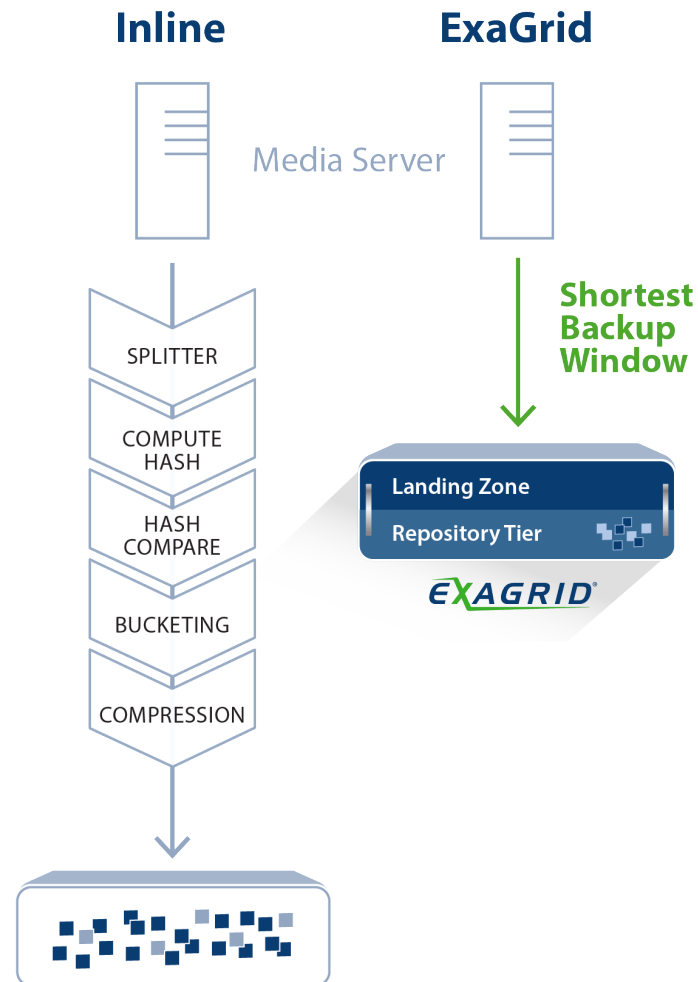 Inline
ExaGrid
Media Server
Shortest
Backup
Window
SPLITTER
COMPUTE
HASH
HASH
COMPARE
BUCKETING
COMPRESSION
Landing Zone
Repository Tier
EXAGRID®